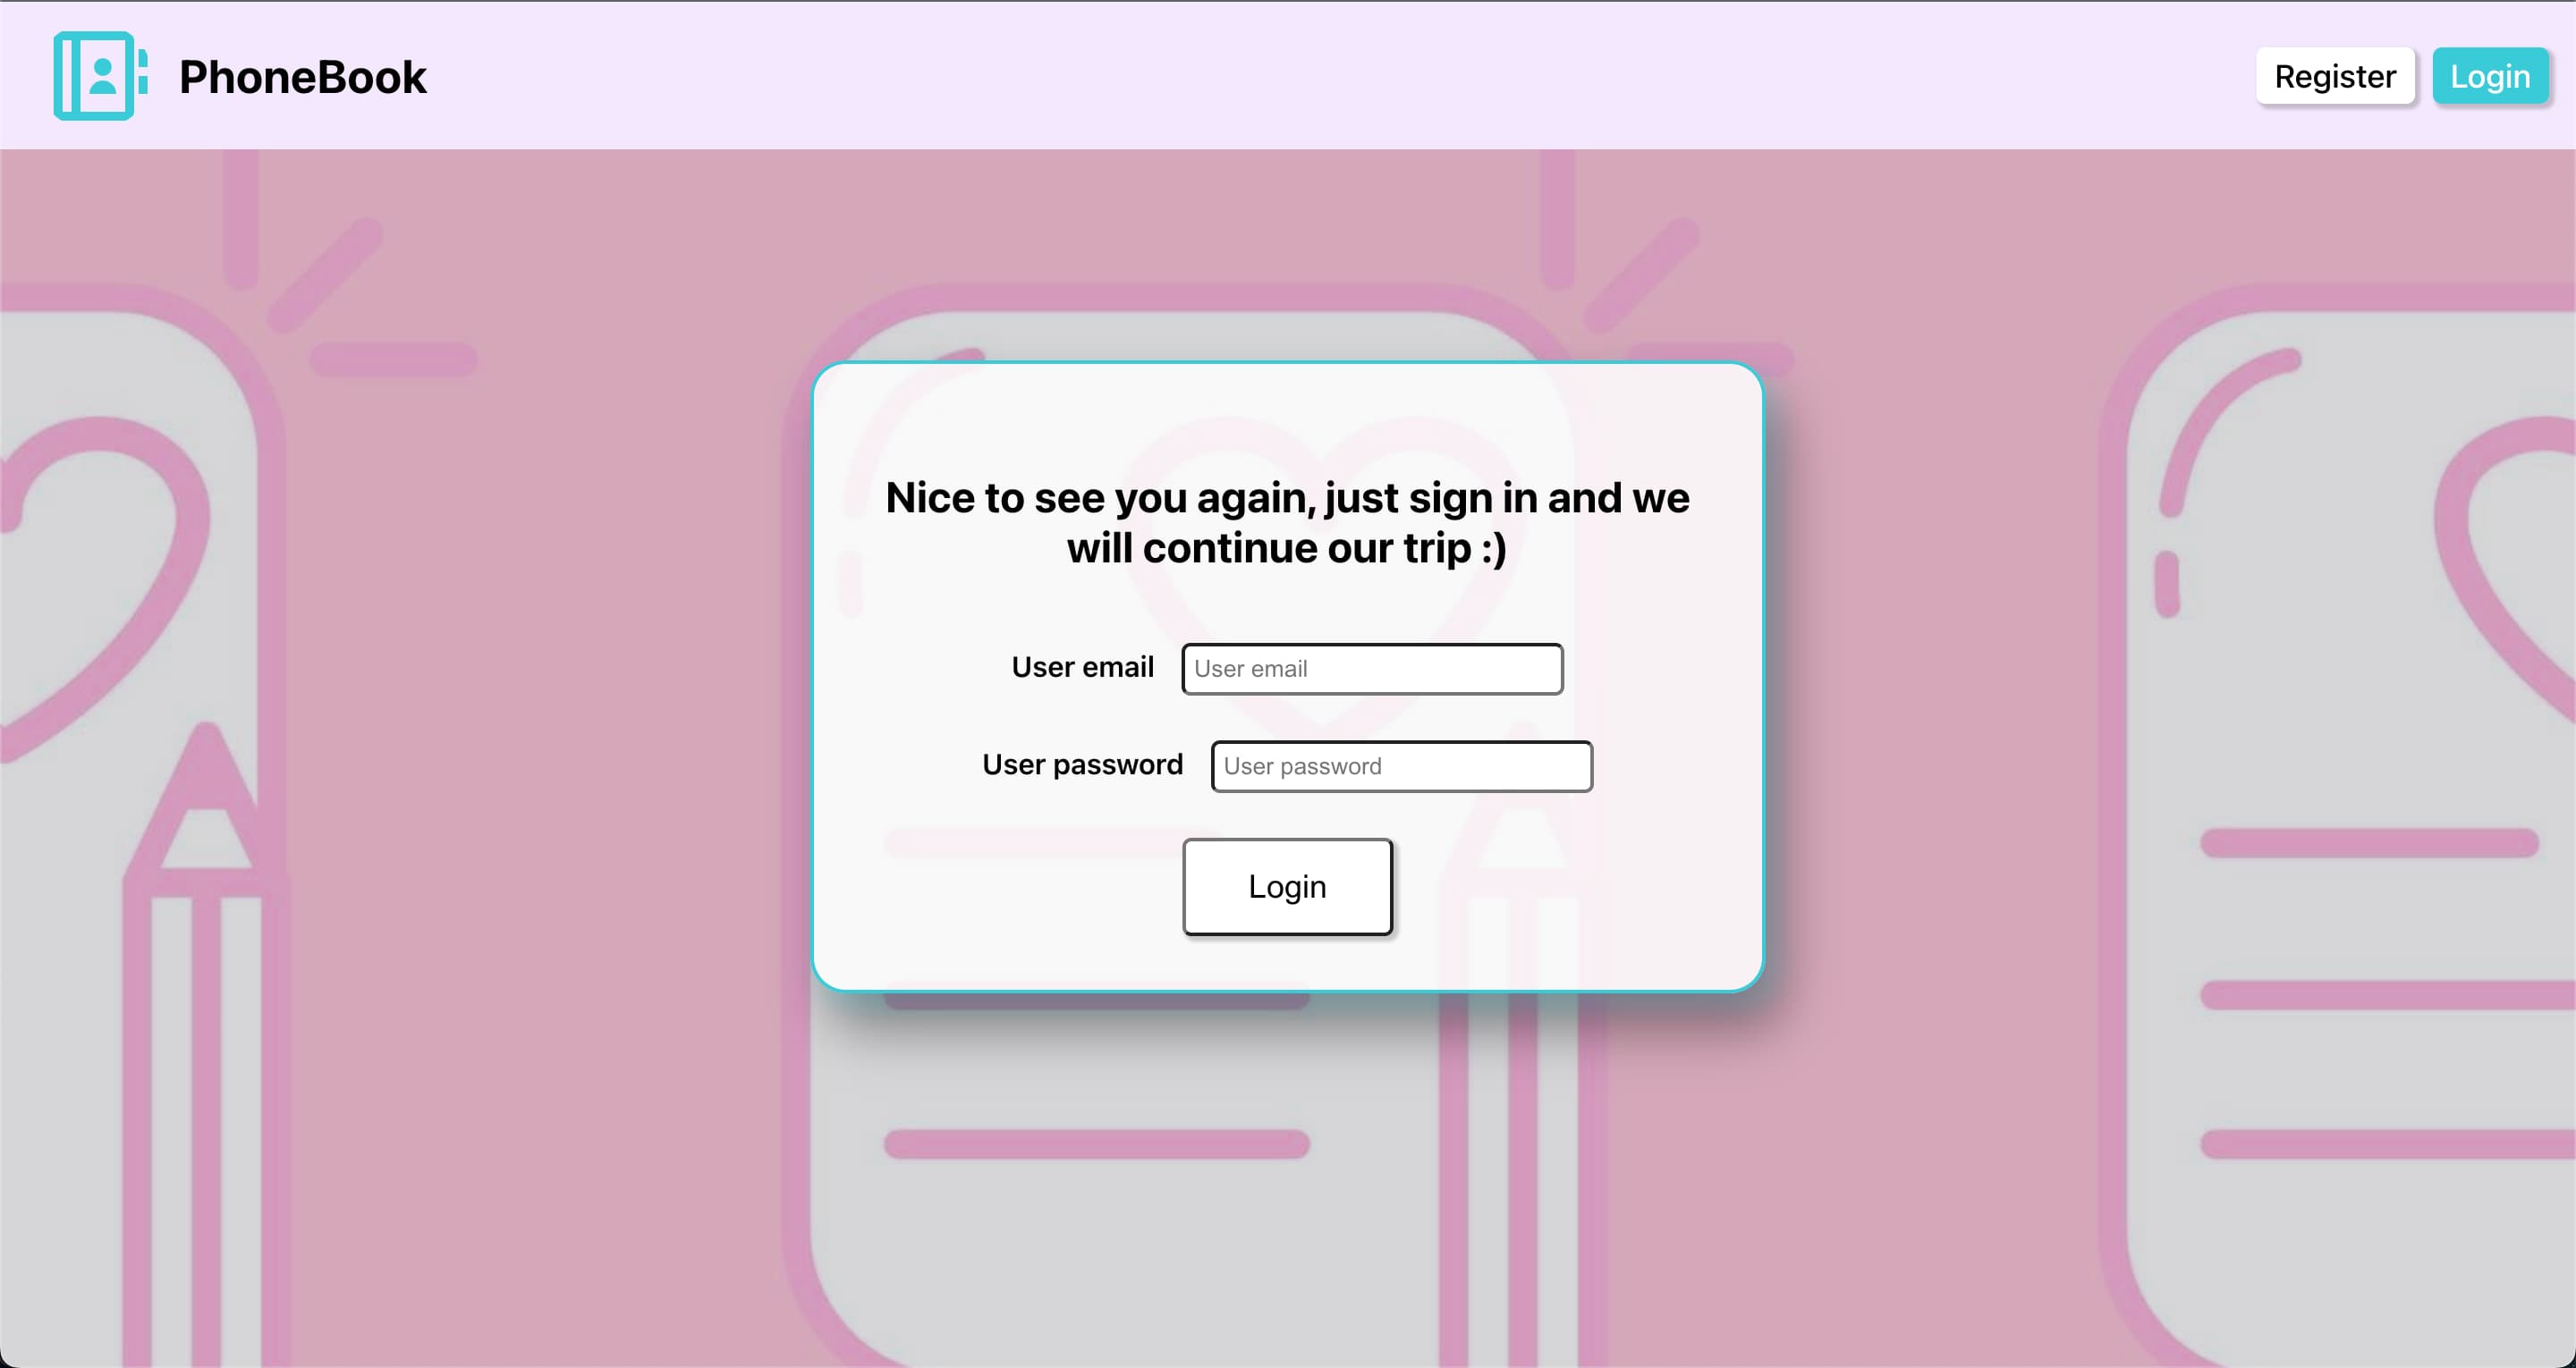 PhoneBook
Register
Login
Nice to see you again, just sign in and we
will continue our trip :)
User email
User email
User password
User password
Login